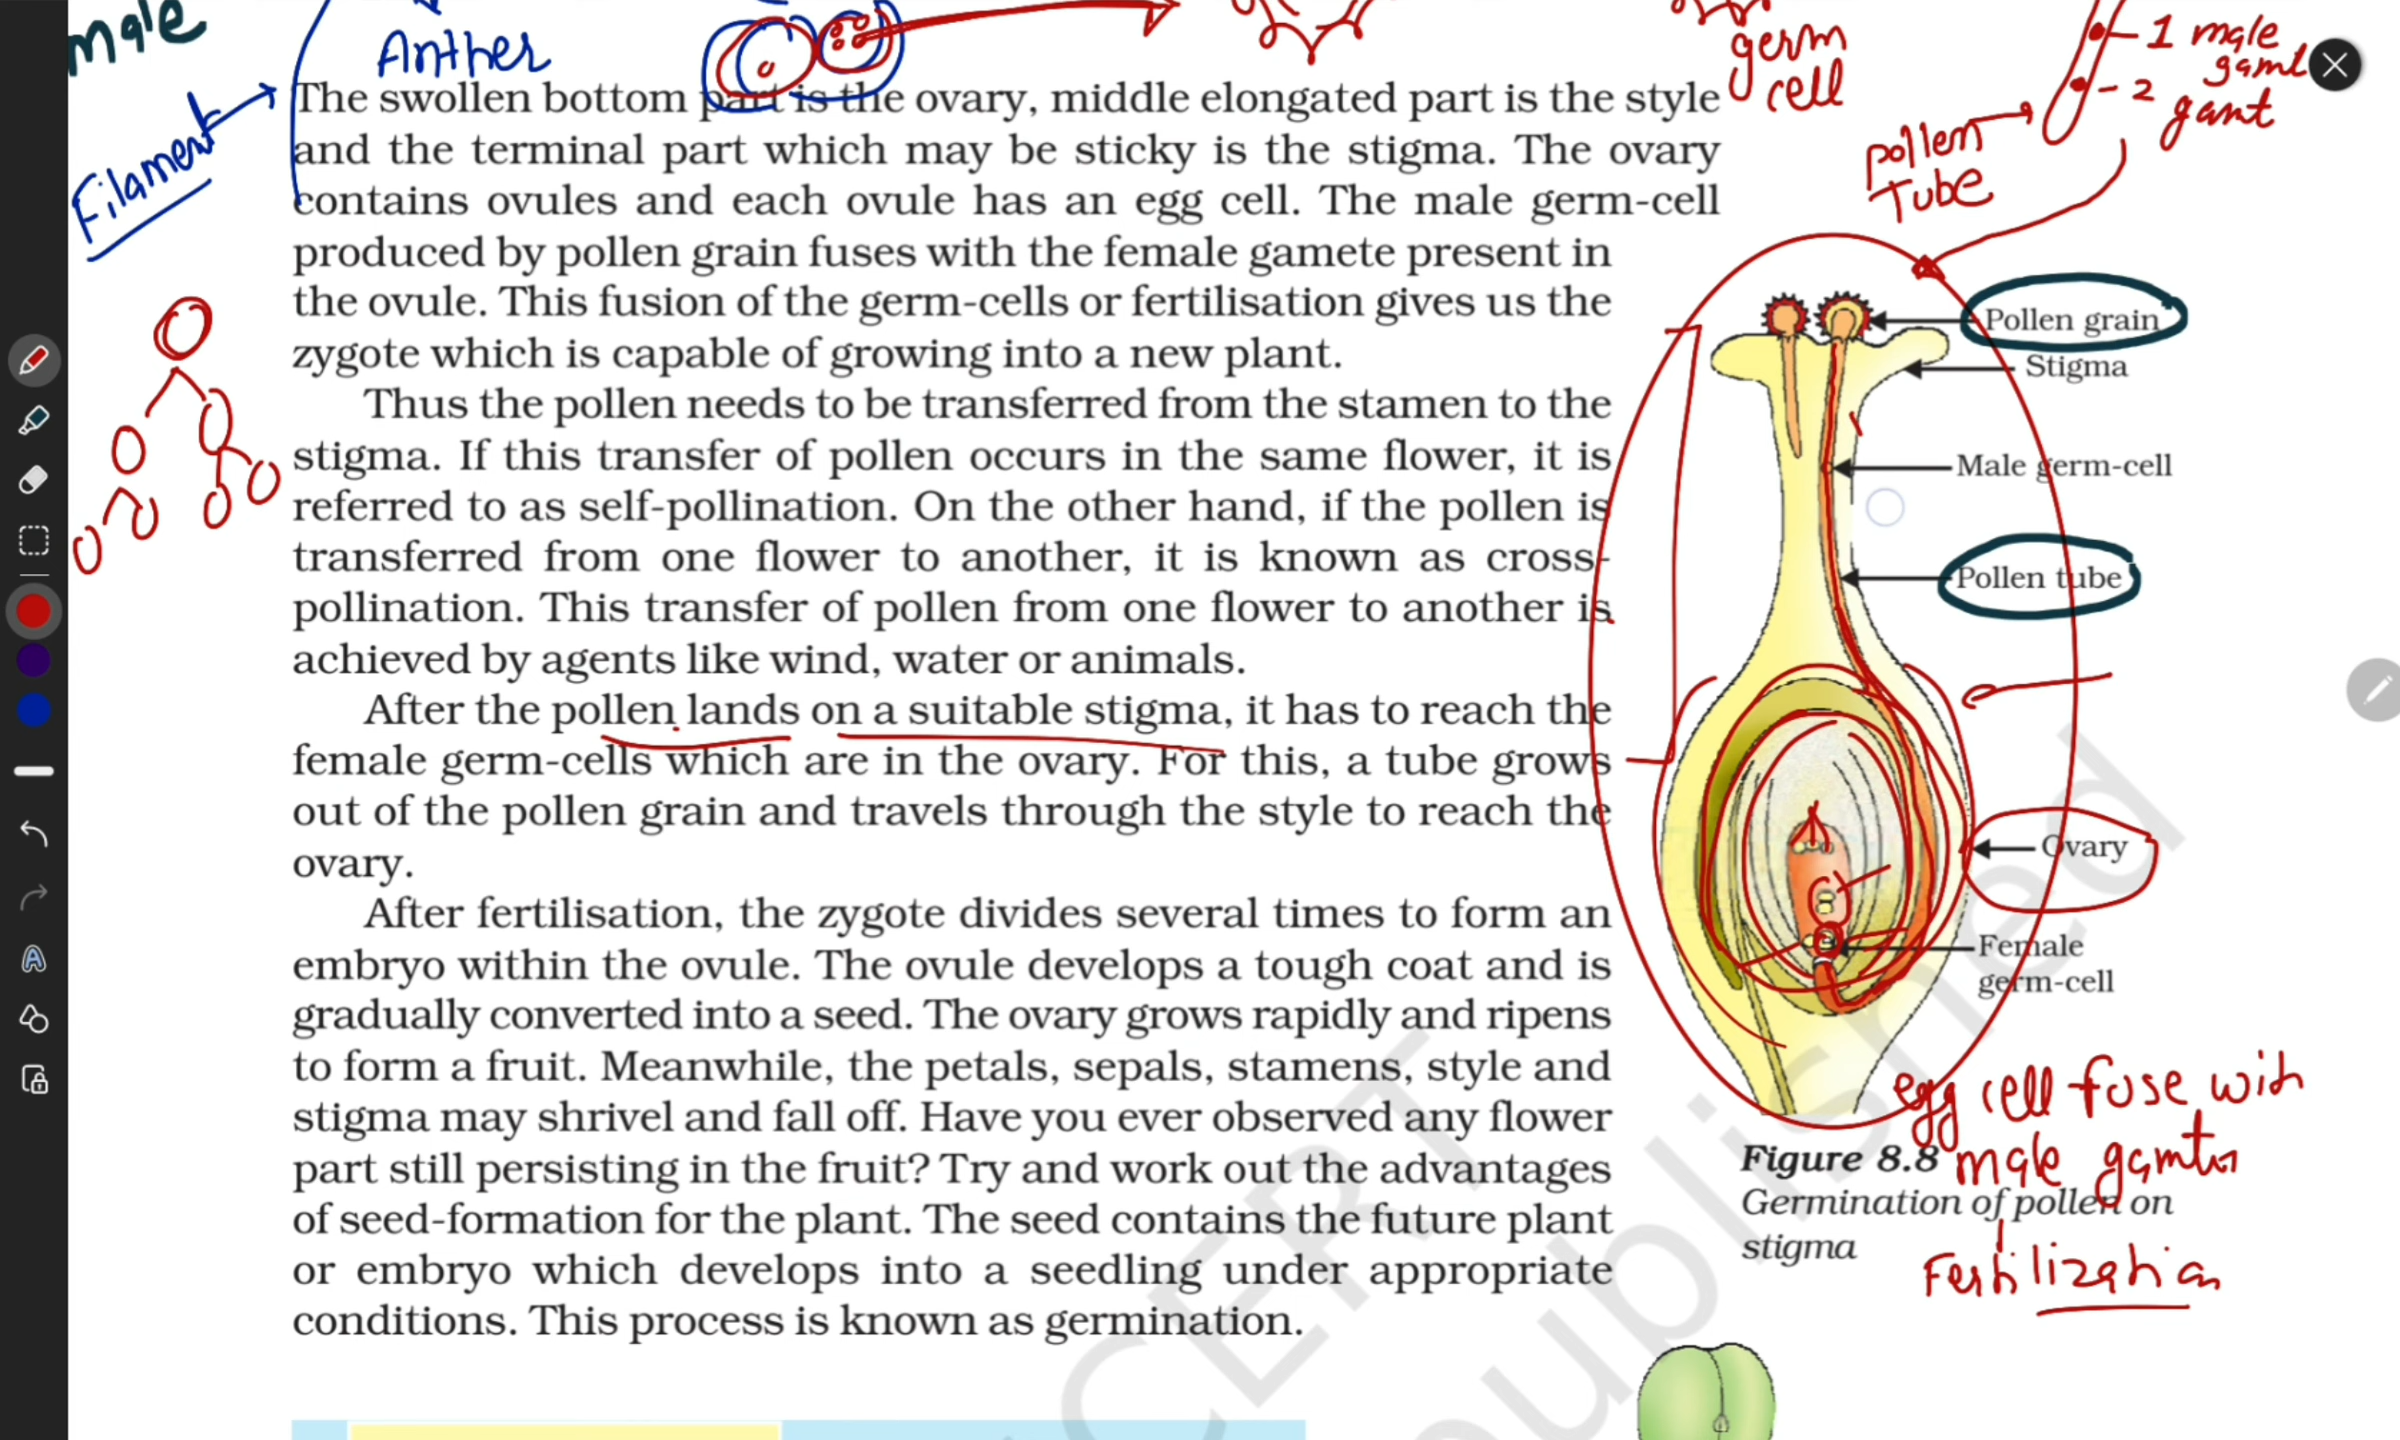 male
Anther
germ
cell
1 male
gamt
2
gamt
Filament
pollen
Tube
The swollen bottom part is the ovary, middle elongated part is the style
and the terminal part which may be sticky is the stigma. The ovary
contains ovules and each ovule has an egg cell. The male germ-cell
produced by pollen grain fuses with the female gamete present in
the ovule. This fusion of the germ-cells or fertilisation gives us the
zygote which is capable of growing into a new plant.
Thus the pollen needs to be transferred from the stamen to the
stigma. If this transfer of pollen occurs in the same flower, it is
referred to as self-pollination. On the other hand, if the pollen is
transferred from one flower to another, it is known as cross-
pollination. This transfer of pollen from one flower to another is
achieved by agents like wind, water or animals.
After the pollen lands on a suitable stigma, it has to reach the
female germ-cells which are in the ovary. For this, a tube grows
out of the pollen grain and travels through the style to reach the
ovary.
After fertilisation, the zygote divides several times to form an
embryo within the ovule. The ovule develops a tough coat and is
gradually converted into a seed. The ovary grows rapidly and ripens
to form a fruit. Meanwhile, the petals, sepals, stamens, style and
stigma may shrivel and fall off. Have you ever observed any flower
part still persisting in the fruit? Try and work out the advantages
of seed-formation for the plant. The seed contains the future plant
or embryo which develops into a seedling under appropriate
conditions. This process is known as germination.
Pollen grain
Stigma
Male germ-cell
Pollen tube
Ovary
Female
germ-cell
egg cell fuse with
male
Figure 8.8
Germination of pollen on
stigma
Fertilization